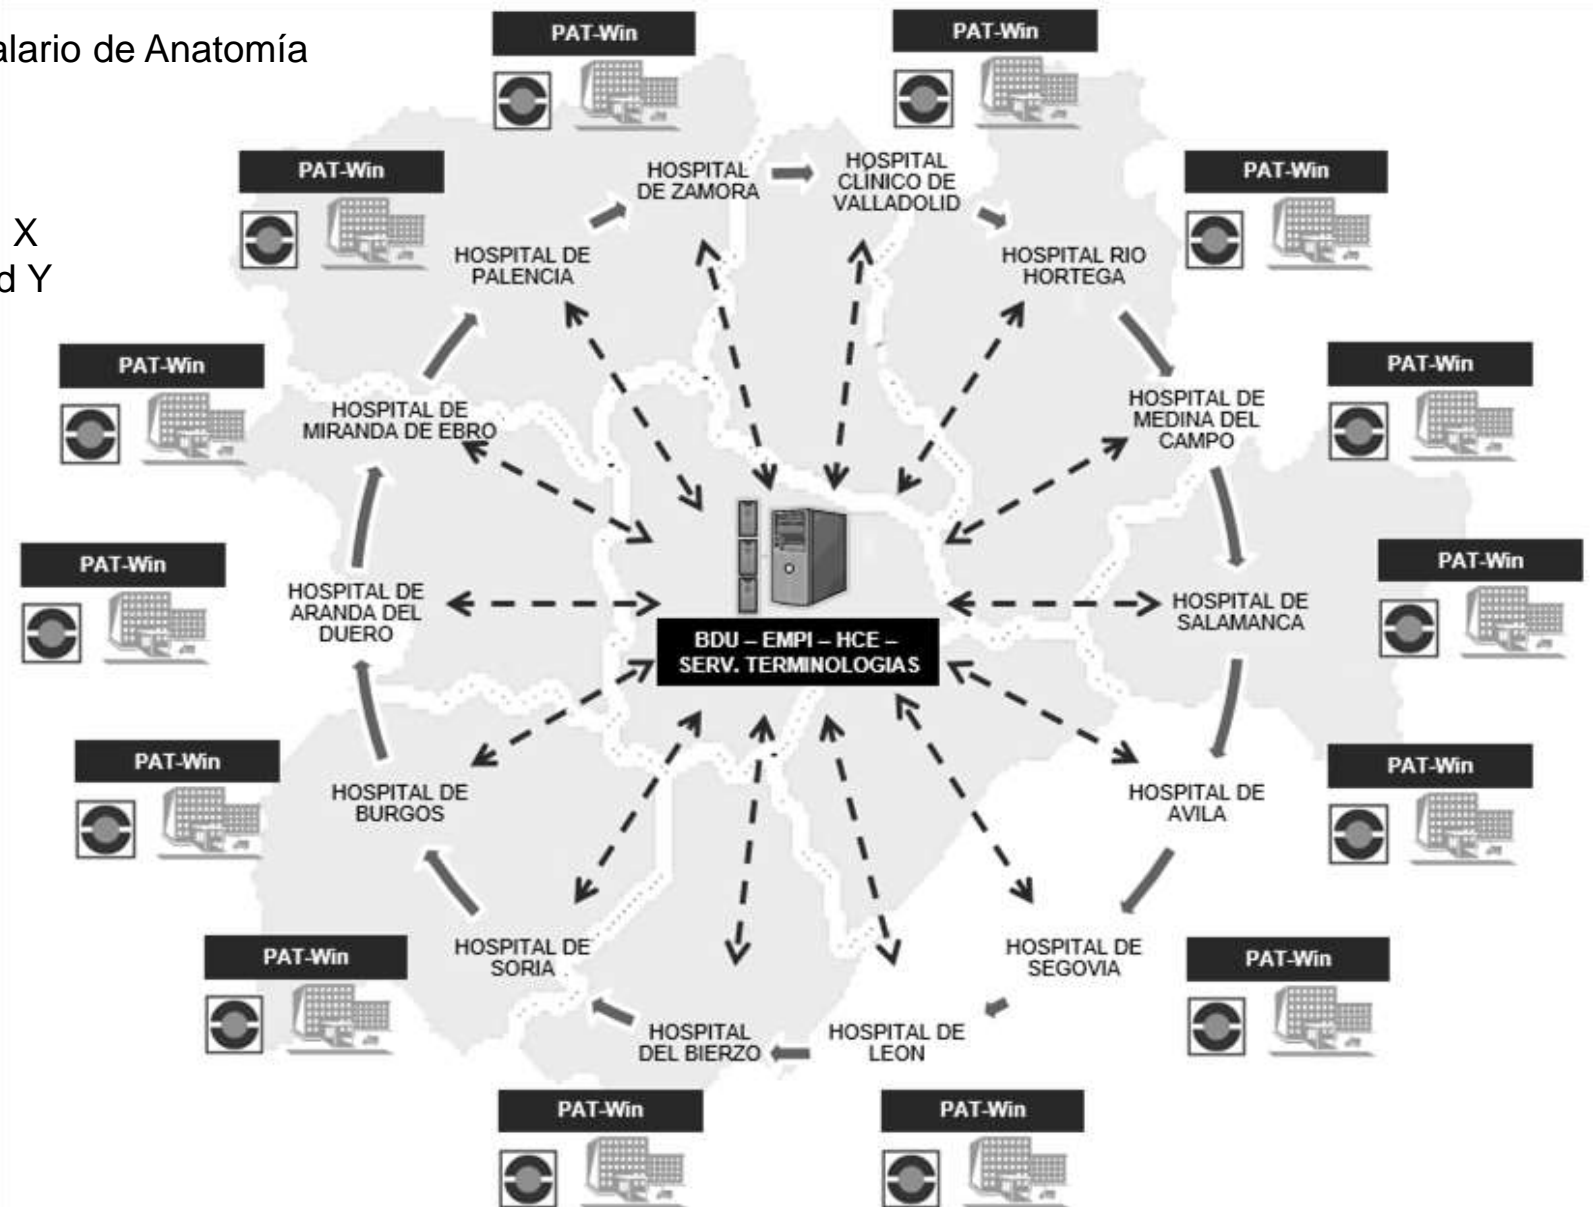 alario de Anatomía
X
d Y
PAT-Win
PAT-Win
PAT-Win
HOSPITAL
DE ZAMORA
HOSPITAL
CLÍNICO DE
VALLADOLID
PAT-Win
HOSPITAL DE
PALENCIA
HOSPITAL RIO
HORTEGA
PAT-Win
HOSPITAL DE
MIRANDA DE EBRO
HOSPITAL DE
MEDINA DEL
CAMPO
PAT-Win
PAT-Win
HOSPITAL DE
ARANDA DEL
DUERO
BDU – EMPI – HCE –
SERV. TERMINOLOGIAS
HOSPITAL DE
SALAMANCA
PAT-Win
PAT-Win
HOSPITAL DE
BURGOS
HOSPITAL DE
AVILA
PAT-Win
PAT-Win
HOSPITAL DE
SORIA
HOSPITAL DE
SEGOVIA
PAT-Win
HOSPITAL
DEL BIERZO
HOSPITAL DE
LEON
PAT-Win
PAT-Win